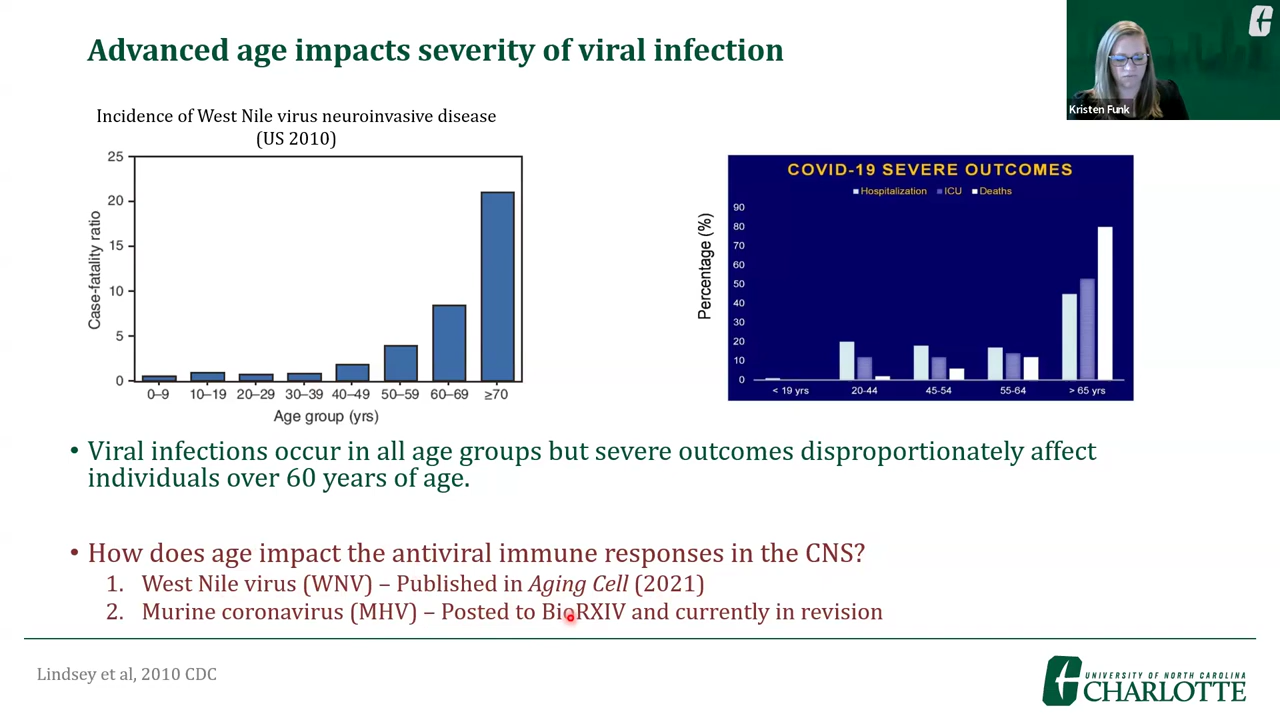 Advanced age impacts severity of viral infection
Kristen Funk
Incidence of West Nile virus neuroinvasive disease
(US 2010)
25
20
15
10
5
0
Case-fatality ratio
0–9 10–19 20–29 30–39 40–49 50–59 60–69 ≥70
Age group (yrs)
COVID-19 SEVERE OUTCOMES
Hospitalization ICU Deaths
Percentage (%)
90
80
70
60
50
40
30
20
10
0
< 19 yrs 20-44 45-54 55-64 > 65 yrs
• Viral infections occur in all age groups but severe outcomes disproportionately affect
individuals over 60 years of age.
• How does age impact the antiviral immune responses in the CNS?
1. West Nile virus (WNV) – Published in Aging Cell (2021)
2. Murine coronavirus (MHV) – Posted to BioRXIV and currently in revision
Lindsey et al, 2010 CDC
UNIVERSITY OF NORTH CAROLINA
CHARLOTTE